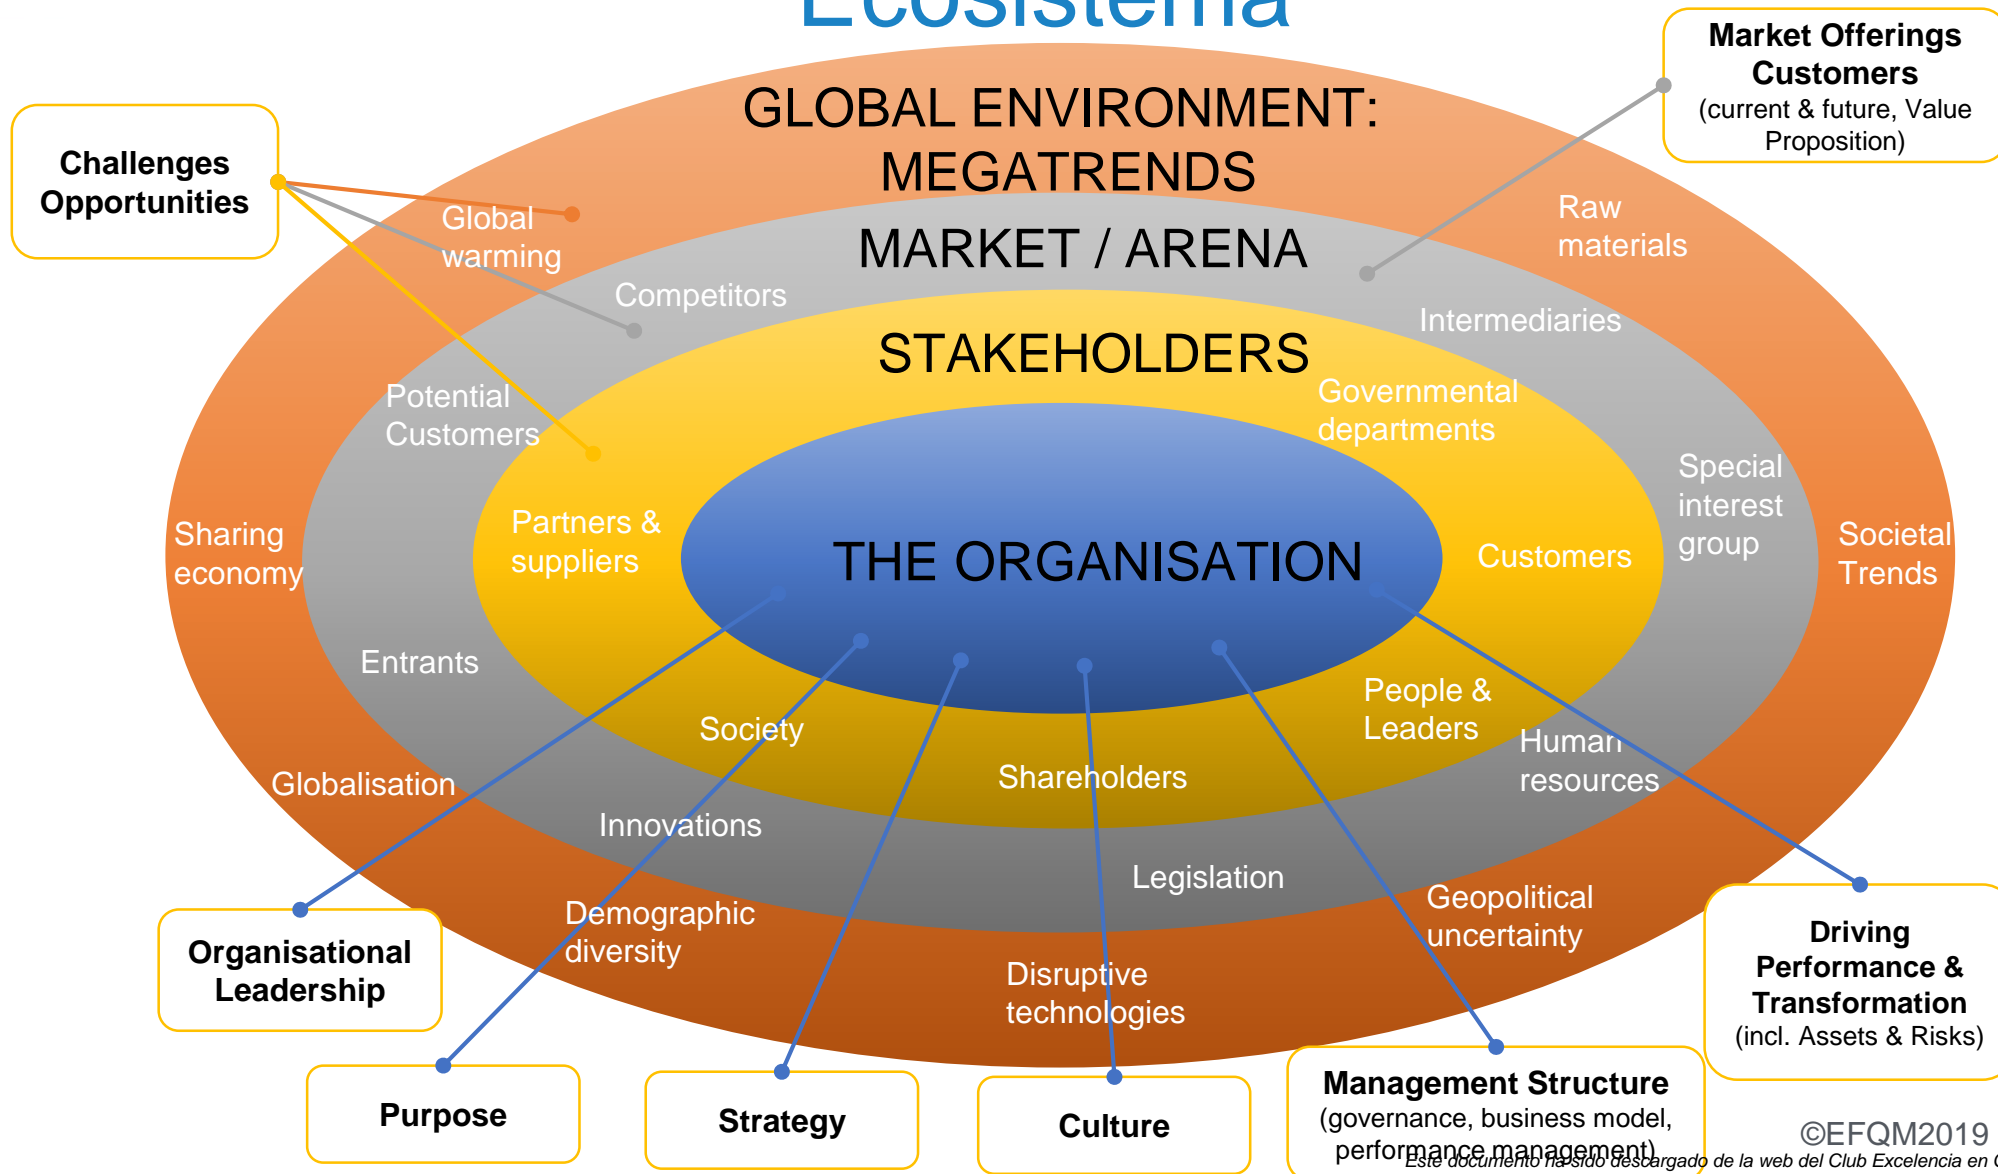 Ecosistema
Market Offerings
Customers
(current & future, Value
Proposition)
Challenges
Opportunities
GLOBAL ENVIRONMENT:
MEGATRENDS
Global
warming
Raw
materials
MARKET / ARENA
Competitors
Intermediaries
STAKEHOLDERS
Potential
Customers
Governmental
departments
Special
interest
group
Sharing
economy
Partners &
suppliers
THE ORGANISATION
Customers
Societal
Trends
Entrants
Society
People &
Leaders
Human
resources
Globalisation
Shareholders
Innovations
Legislation
Demographic
diversity
Geopolitical
uncertainty
Disruptive
technologies
Organisational
Leadership
Driving
Performance &
Transformation
(incl. Assets & Risks)
Purpose
Strategy
Culture
Management Structure
(governance, business model,
performance management)
©EFQM2019
Este documento ha sido descargado de la web del Club Excelencia en